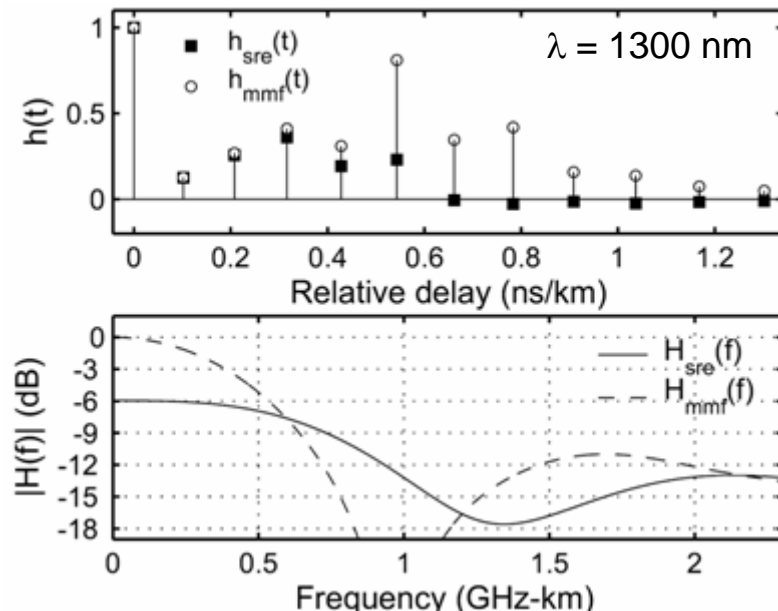 1
0.5
0
h(t)
h_sre(t)
h_mmf(t)
λ = 1300 nm
0 0.2 0.4 0.6 0.8 1 1.2
Relative delay (ns/km)
0
-3
-6
-9
-12
-15
-18
|H(f)| (dB)
H_sre(f)
H_mmf(f)
0 0.5 1 1.5 2
Frequency (GHz-km)